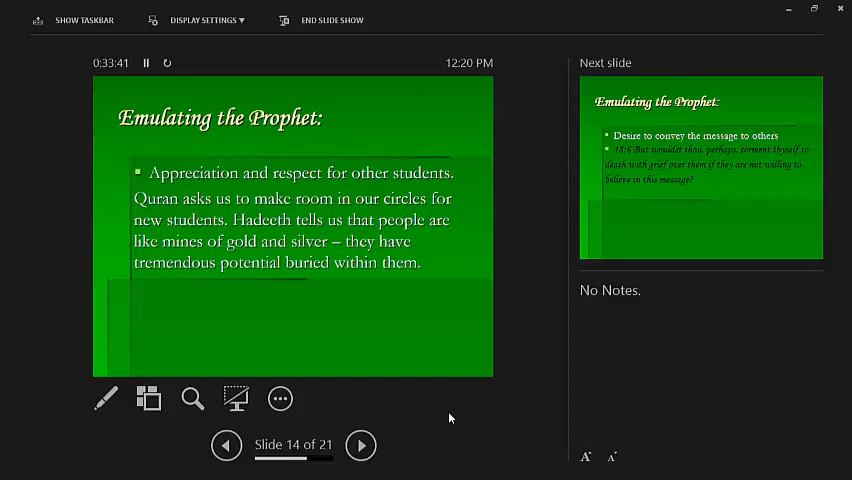 SHOW TASKBAR
DISPLAY SETTINGS ▼
END SLIDE SHOW
0:33:41
12:20 PM
Emulating the Prophet:
▪ Appreciation and respect for other students.
Quran asks us to make room in our circles for
new students. Hadeeth tells us that people are
like mines of gold and silver – they have
tremendous potential buried within them.
Slide 14 of 21
Next slide
Emulating the Prophet:
▪ Desire to convey the message to others
▪ 18:6 But wouldst thou, perhaps, torment thyself to
death with grief over them if they are not willing to
believe in this message?
No Notes.
A A